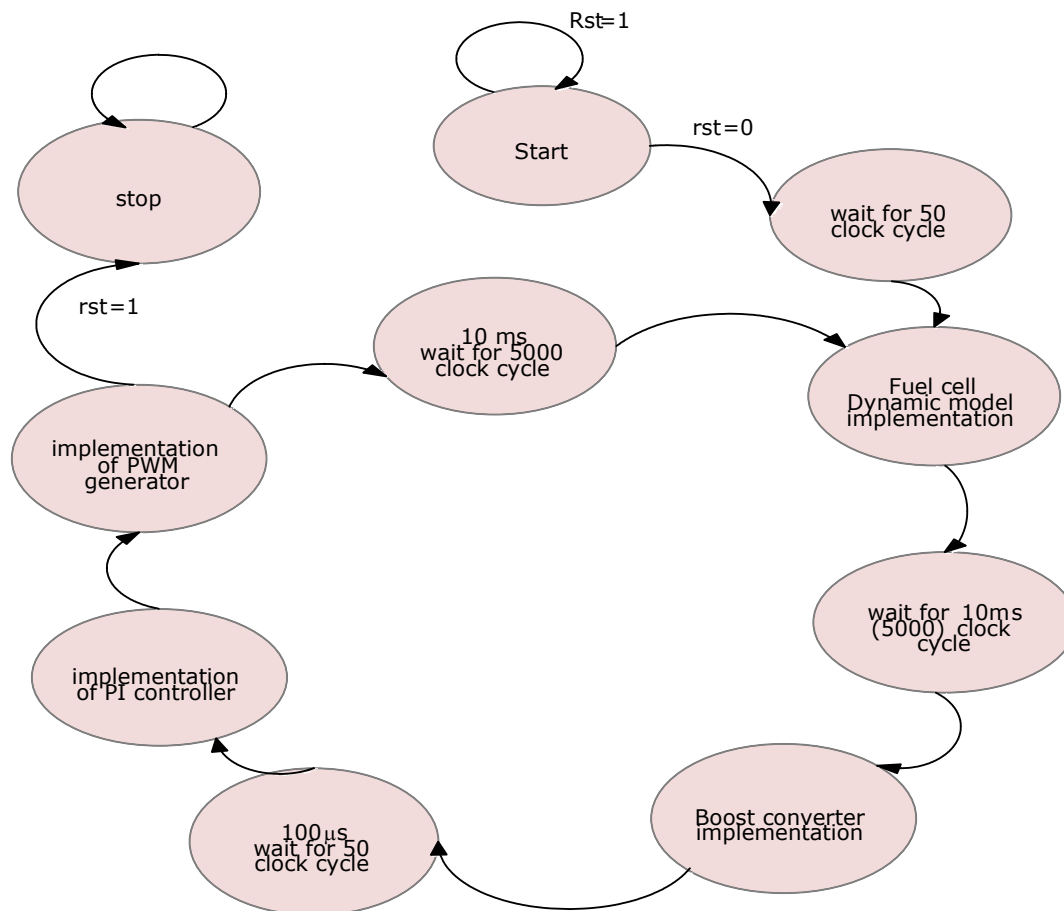 Rst=1
Start
rst=0
stop
wait for 50
clock cycle
rst=1
10 ms
wait for 5000
clock cycle
Fuel cell
Dynamic model
implementation
implementation
of PWM
generator
wait for 10ms
(5000) clock
cycle
implementation
of PI controller
Boost converter
implementation
100μs
wait for 50
clock cycle